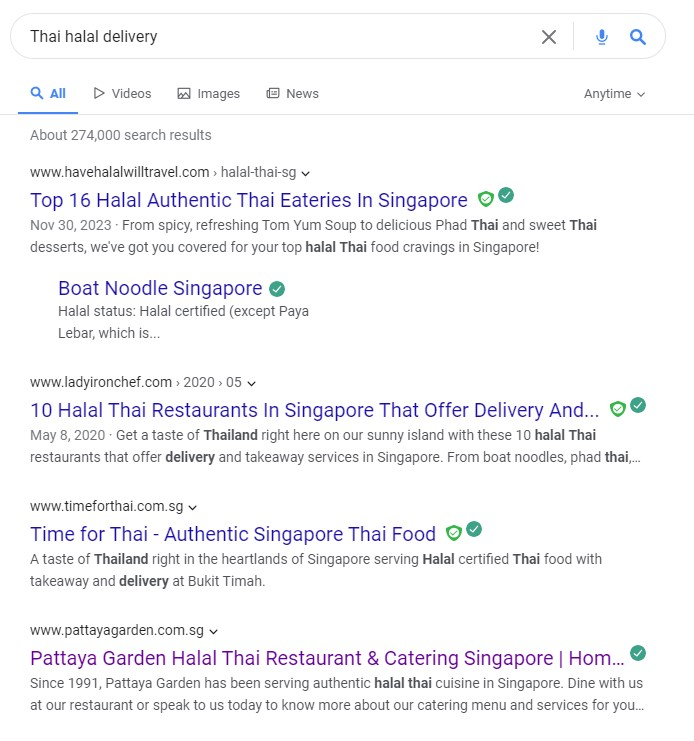 Thai halal delivery
All Videos Images News Anytime
About 274,000 search results
www.havehalalwilltravel.com › halal-thai-sg
Top 16 Halal Authentic Thai Eateries In Singapore
Nov 30, 2023 · From spicy, refreshing Tom Yum Soup to delicious Phad Thai and sweet Thai
desserts, we've got you covered for your top halal Thai food cravings in Singapore!
Boat Noodle Singapore
Halal status: Halal certified (except Paya
Lebar, which is...
www.ladyironchef.com › 2020 › 05
10 Halal Thai Restaurants In Singapore That Offer Delivery And...
May 8, 2020 · Get a taste of Thailand right here on our sunny island with these 10 halal Thai
restaurants that offer delivery and takeaway services in Singapore. From boat noodles, phad thai,...
www.timeforthai.com.sg
Time for Thai - Authentic Singapore Thai Food
A taste of Thailand right in the heartlands of Singapore serving Halal certified Thai food with
takeaway and delivery at Bukit Timah.
www.pattayagarden.com.sg
Pattaya Garden Halal Thai Restaurant & Catering Singapore | Hom...
Since 1991, Pattaya Garden has been serving authentic halal thai cuisine in Singapore. Dine with us
at our restaurant or speak to us today to know more about our catering menu and services for you...